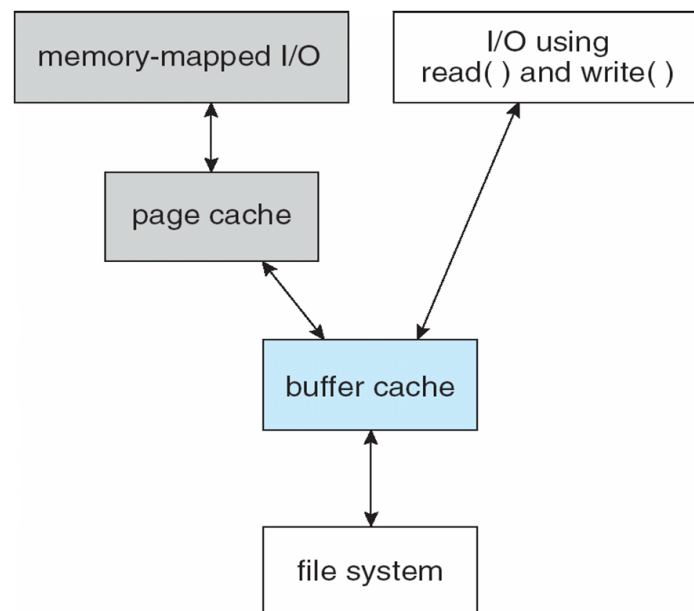 memory-mapped I/O
I/O using
read( ) and write( )
page cache
buffer cache
file system